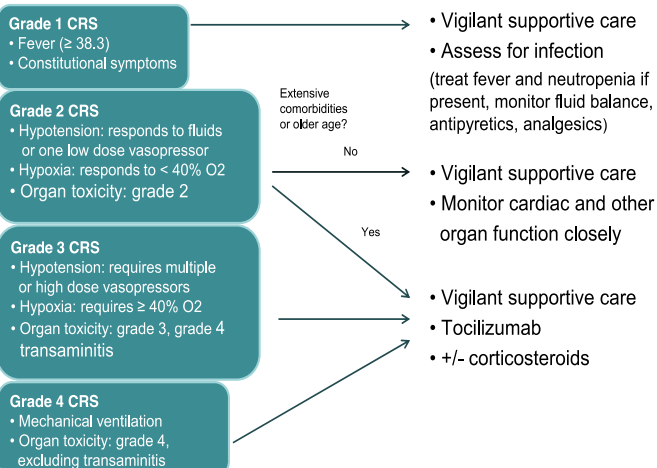 Grade 1 CRS
• Fever (≥ 38.3)
• Constitutional symptoms
• Vigilant supportive care
• Assess for infection
(treat fever and neutropenia if
present, monitor fluid balance,
antipyretics, analgesics)
Grade 2 CRS
• Hypotension: responds to fluids
or one low dose vasopressor
• Hypoxia: responds to < 40% O2
• Organ toxicity: grade 2
Extensive
comorbidities
or older age?
No
Yes
• Vigilant supportive care
• Monitor cardiac and other
organ function closely
Grade 3 CRS
• Hypotension: requires multiple
or high dose vasopressors
• Hypoxia: requires ≥ 40% O2
• Organ toxicity: grade 3, grade 4
transaminitis
• Vigilant supportive care
• Tocilizumab
• +/- corticosteroids
Grade 4 CRS
• Mechanical ventilation
• Organ toxicity: grade 4,
excluding transaminitis